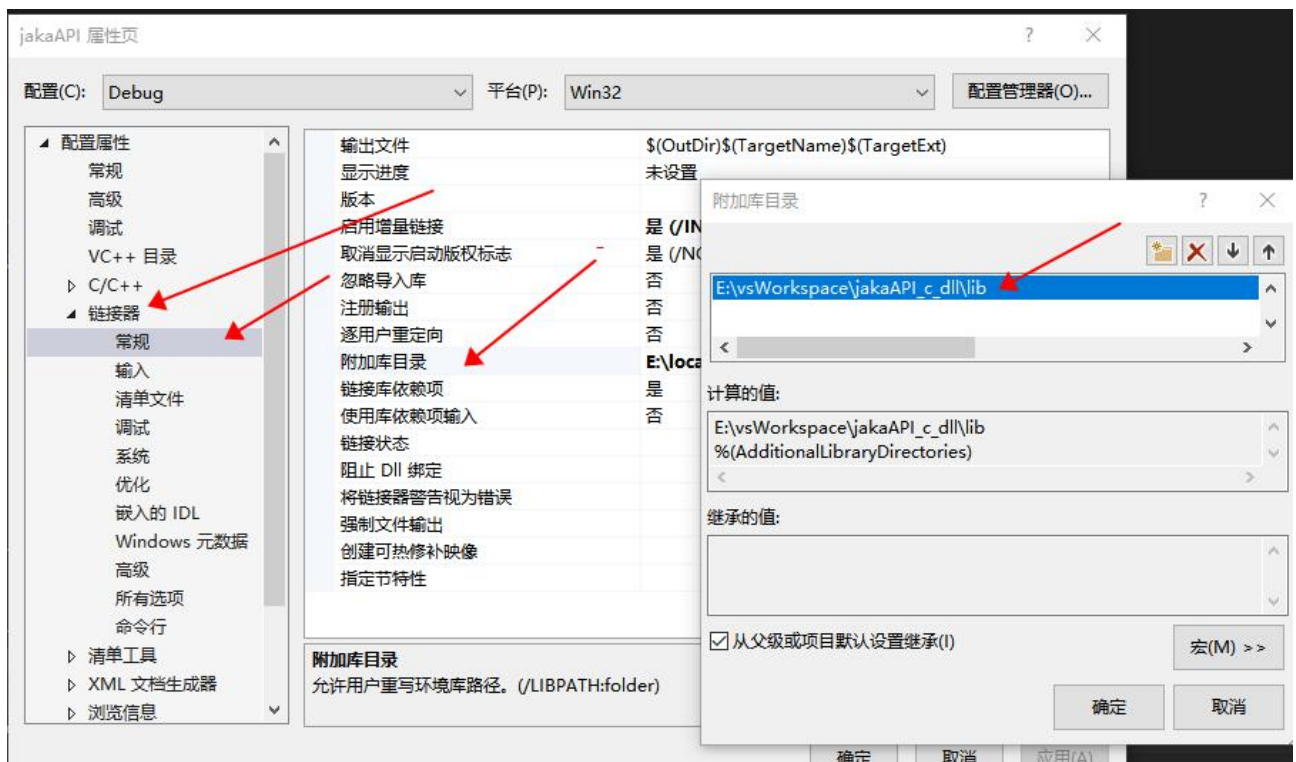 jakaAPI 属性页
配置(C):
Debug
平台(P):
Win32
配置管理器(O)...
配置属性
常规
高级
调试
VC++ 目录
C/C++
链接器
常规
输入
清单文件
调试
系统
优化
嵌入的 IDL
Windows 元数据
高级
所有选项
命令行
清单工具
XML 文档生成器
浏览信息
输出文件 $(OutDir)$(TargetName)$(TargetExt)
显示进度 未设置
版本
启用增量链接 是 (/IN
取消显示启动版权标志 是 (/NO
忽略导入库 否
注册输出 否
逐用户重定向 否
附加库目录 E:\loca
链接库依赖项 是
使用库依赖项输入 否
链接状态
阻止 Dll 绑定
将链接器警告视为错误
强制文件输出
创建可热修补映像
指定节特性
附加库目录
允许用户重写环境库路径。(/LIBPATH:folder)
附加库目录
E:\vsWorkspace\jakaAPI_c_dll\lib
计算的值:
E:\vsWorkspace\jakaAPI_c_dll\lib
%(AdditionalLibraryDirectories)
继承的值:
从父级或项目默认设置继承(I)
宏(M) >>
确定
取消
确定
取消
应用(A)